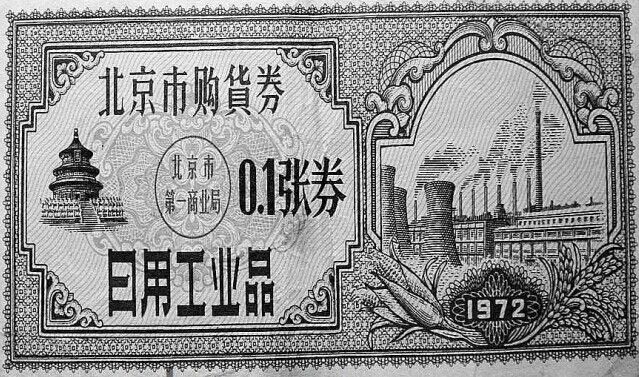 北京市购货券
北京市
第一商业局
0.1张券
日用工业品
1972